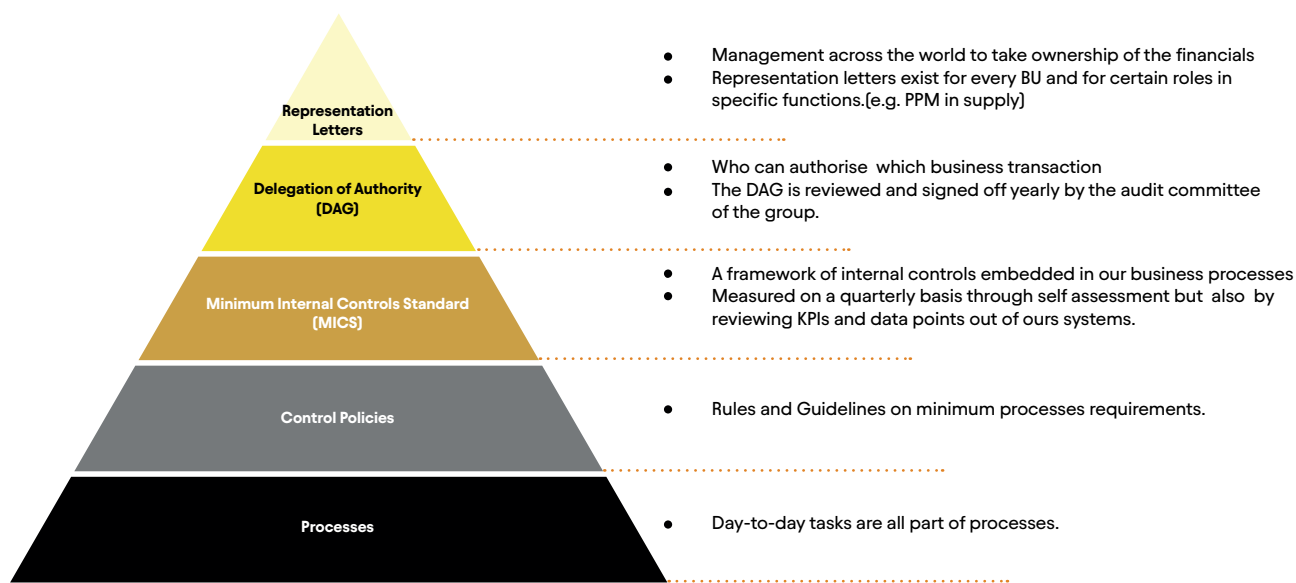 Representation
Letters
• Management across the world to take ownership of the financials
• Representation letters exist for every BU and for certain roles in
specific functions.(e.g. PPM in supply)
Delegation of Authority
(DAG)
• Who can authorise which business transaction
• The DAG is reviewed and signed off yearly by the audit committee
of the group.
Minimum Internal Controls Standard
(MICS)
• A framework of internal controls embedded in our business processes
• Measured on a quarterly basis through self assessment but also by
reviewing KPIs and data points out of ours systems.
Control Policies
• Rules and Guidelines on minimum processes requirements.
Processes
• Day-to-day tasks are all part of processes.